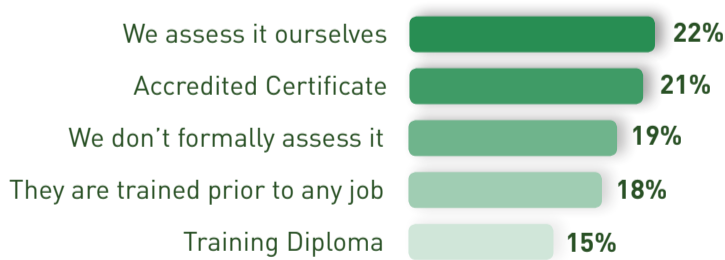 We assess it ourselves 22%
Accredited Certificate 21%
We don't formally assess it 19%
They are trained prior to any job 18%
Training Diploma 15%